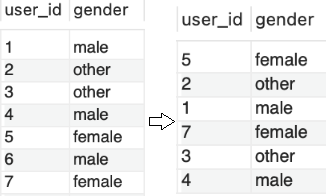 user_id gender
1 male
2 other
3 other
4 male
5 female
6 male
7 female
user_id gender
5 female
2 other
1 male
7 female
3 other
4 male